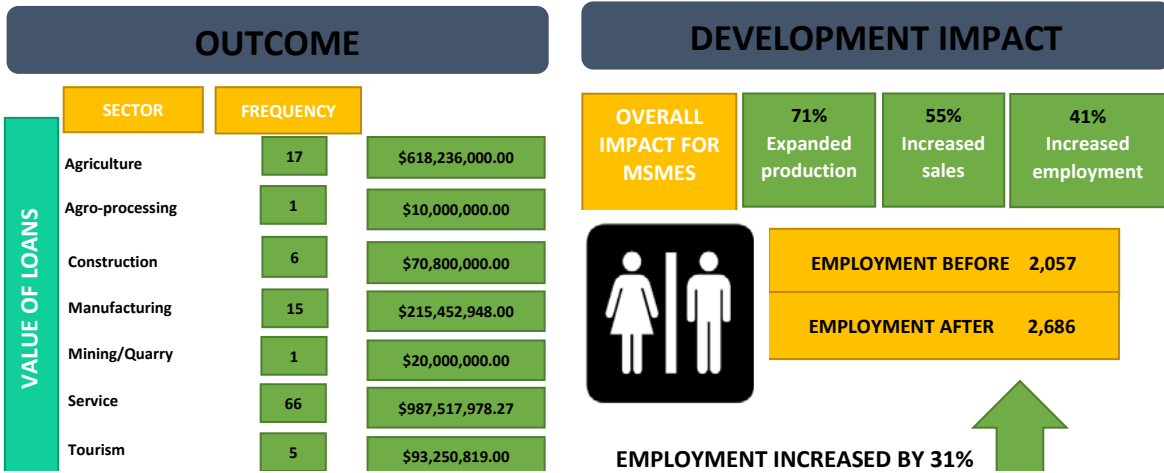 OUTCOME
SECTOR FREQUENCY
VALUE OF LOANS
Agriculture 17 $618,236,000.00
Agro-processing 1 $10,000,000.00
Construction 6 $70,800,000.00
Manufacturing 15 $215,452,948.00
Mining/Quarry 1 $20,000,000.00
Service 66 $987,517,978.27
Tourism 5 $93,250,819.00
DEVELOPMENT IMPACT
OVERALL
IMPACT FOR
MSMES
71%
Expanded
production
55%
Increased
sales
41%
Increased
employment
EMPLOYMENT BEFORE 2,057
EMPLOYMENT AFTER 2,686
EMPLOYMENT INCREASED BY 31%